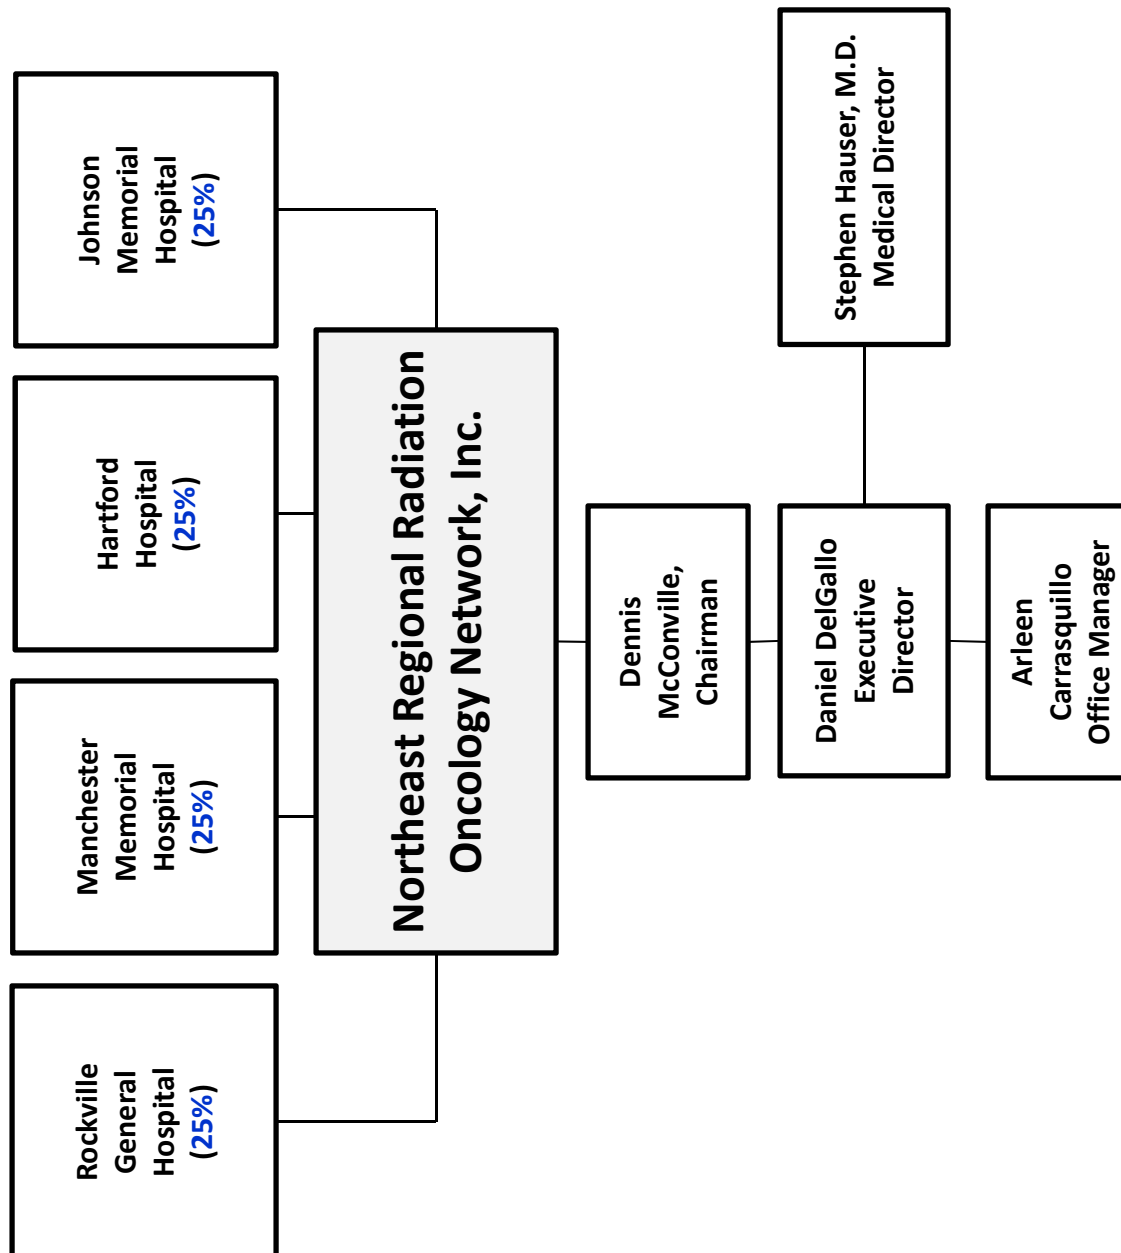 Rockville
General
Hospital
(25%)
Manchester
Memorial
Hospital
(25%)
Hartford
Hospital
(25%)
Johnson
Memorial
Hospital
(25%)
Northeast Regional Radiation
Oncology Network, Inc.
Dennis
McConville,
Chairman
Daniel DelGallo
Executive
Director
Stephen Hauser, M.D.
Medical Director
Arleen
Carrasquillo
Office Manager